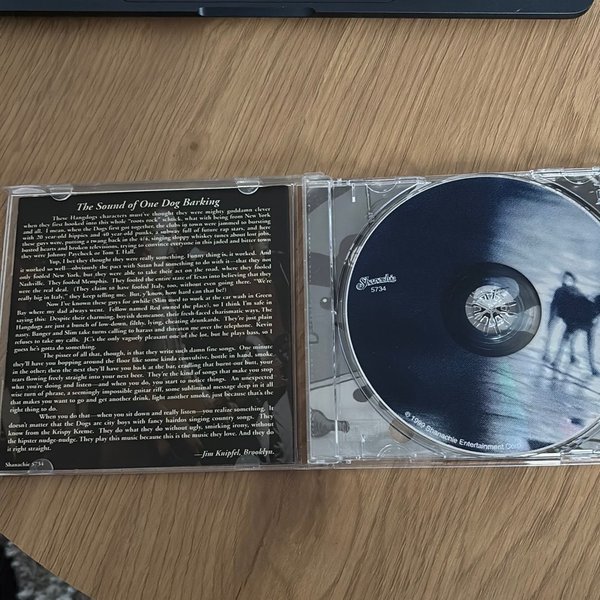 The Sound of One Dog Barking
These Hangdogs characters must've thought they were mighty goddamn clever
when they first hooked into this whole "roots rock" schtick, what with being from New York
and all. I mean, when the Dogs first got together, the clubs in town were jammed to bursting
with 20 year-old hippies and 40 year old punks, a subway full of future rap stars, and here
these guys were, putting a twang back in the 4/4, singing sloppy whiskey tunes about lost jobs,
busted hearts and broken televisions, trying to convince everyone in this jaded and bitter town
they were Johnny Paycheck or Tom T. Hall.
Yup, I bet they thought they were really something. Funny thing is, it worked. And
it worked so well—obviously the pact with Satan had something to do with it—that they not
only fooled New York, but they were able to take their act on the road, where they fooled
Nashville. They fooled Memphis. They fooled the entire state of Texas into believing that they
were the real deal. (They claim to have fooled Italy, too, without even going there. "We're
really big in Italy," they keep telling me. But, y'know, how hard can that be?)
Now I've known these guys for awhile (Slim used to work at the car wash in Green
Bay where my dad always went. Fellow named Rod owned the place), so I think I'm safe in
saying this: Despite their charming, boyish demeanor, their fresh-faced charismatic ways, The
Hangdogs are just a bunch of low-down, filthy, lying, cheating drunkards. They're just plain
nasty. Banger and Slim take turns calling to harass and threaten me over the telephone. Kevin
refuses to take my calls. JC's the only vaguely pleasant one of the lot, but he plays bass, so I
guess he's gotta do something.
The pisser of all that, though, is that they write such damn fine songs. One minute
they'll have you bopping around the floor like some kinda convulsive, bottle in hand, smoke
in the other; then the next they'll have you back at the bar, cradling that burnt-out butt, your
tears flowing freely straight into your next beer. They're the kind of songs that make you stop
what you're doing and listen—and when you do, you start to notice things. An unexpected
wise turn of phrase, a seemingly impossible guitar riff, some subliminal message deep in it all
that makes you want to go and get another drink, light another smoke, just because that's the
right thing to do.
When you do that—when you sit down and really listen—you realize something. It
doesn't matter that the Dogs are city boys with fancy hairdos singing country songs. They
know from the Krispy Kreme. They do what they do without ugly, smirking irony, without
the hipster nudge-nudge. They play this music because this is the music they love. And they do
it right straight.
—Jim Knipfel, Brooklyn,
Shanachie 5734
Shanachie
5734
© 1999 Shanachie Entertainment Corp.